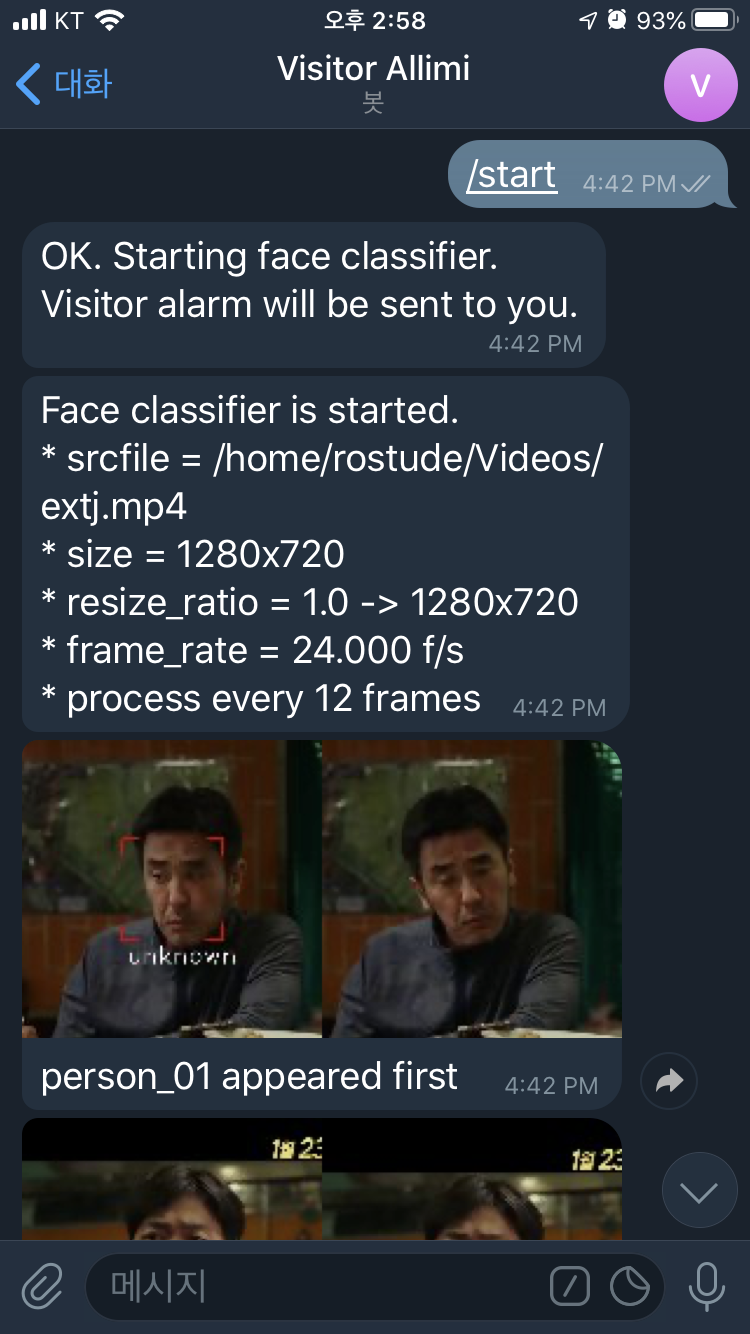 KT 오후 2:58 93%
대화 Visitor Allimi V
봇
/start 4:42 PM
OK. Starting face classifier.
Visitor alarm will be sent to you.
4:42 PM
Face classifier is started.
* srcfile = /home/rostude/Videos/
extj.mp4
* size = 1280x720
* resize_ratio = 1.0 -> 1280x720
* frame_rate = 24.000 f/s
* process every 12 frames 4:42 PM
unknown
person_01 appeared first 4:42 PM
1월 23
1월 23
메시지